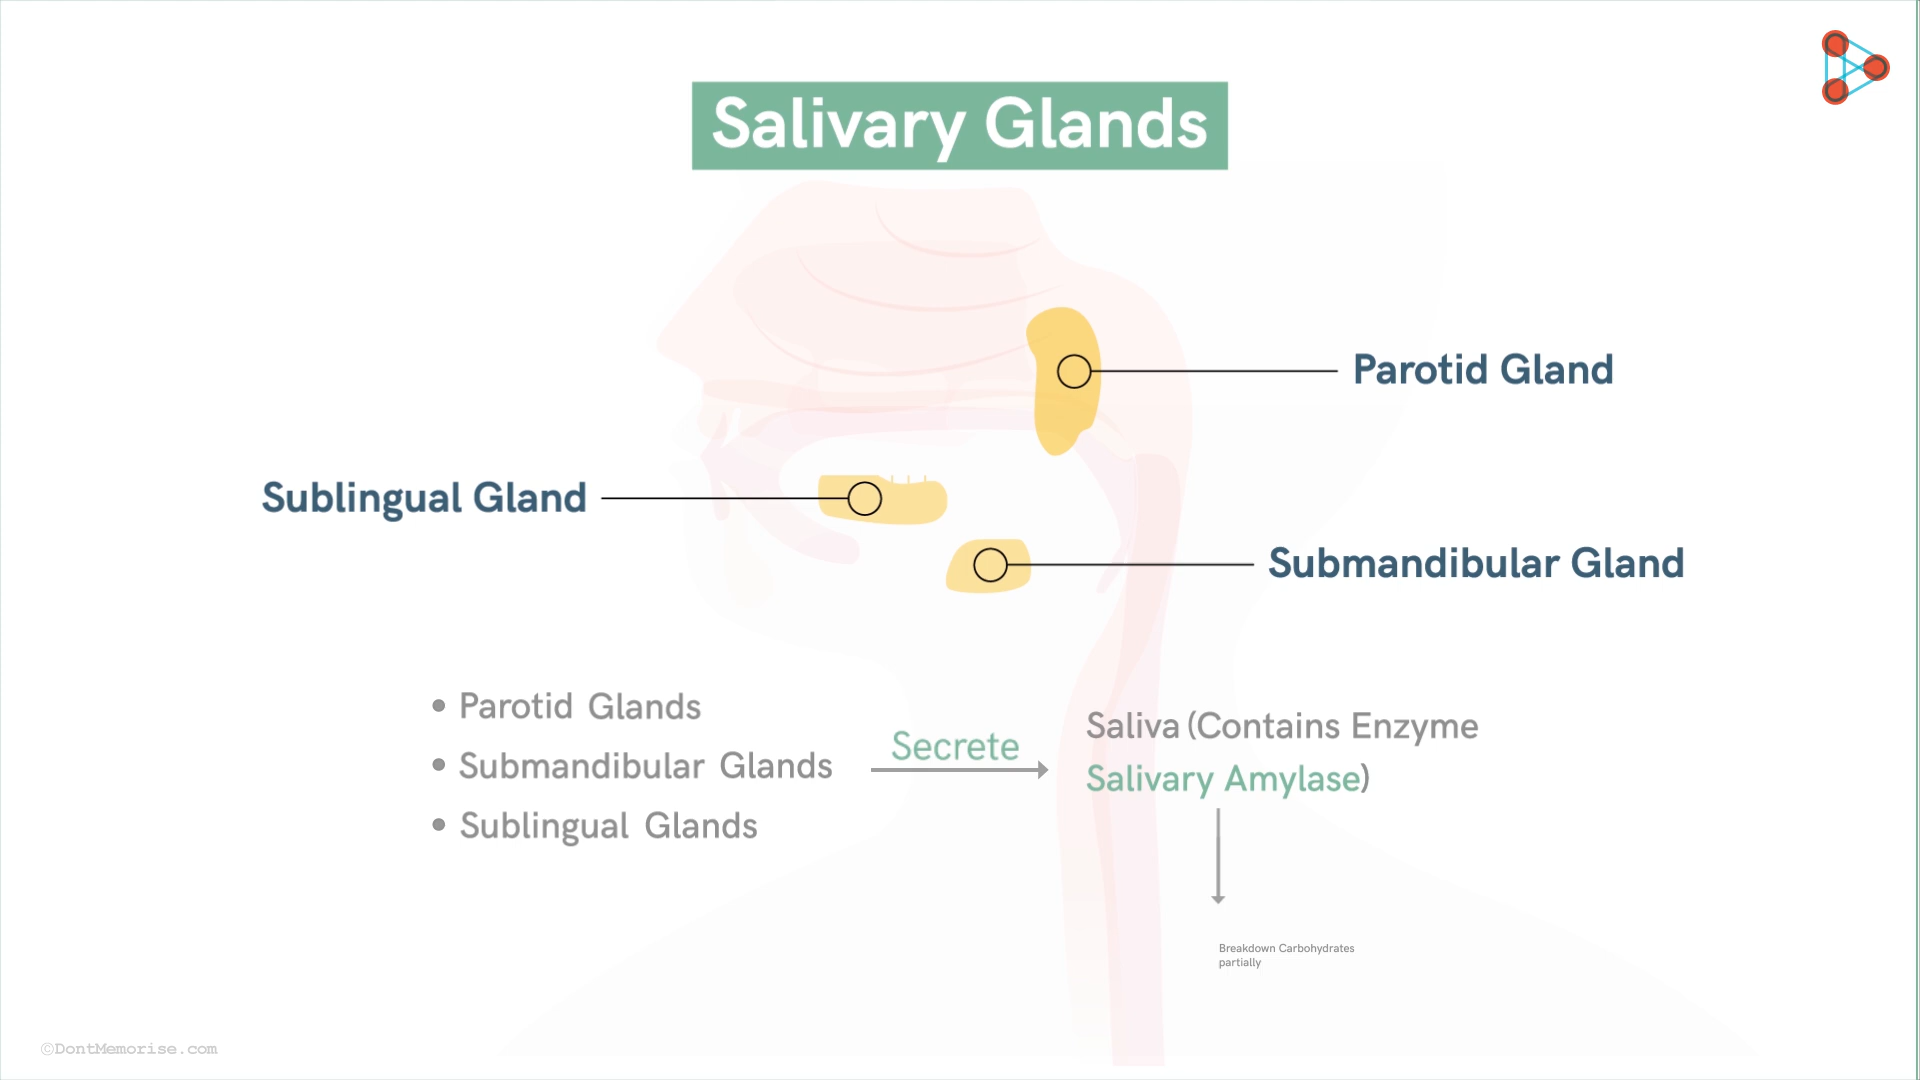 Salivary Glands
Parotid Gland
Sublingual Gland
Submandibular Gland
• Parotid Glands
• Submandibular Glands
• Sublingual Glands
Secrete
Saliva (Contains Enzyme
Salivary Amylase)
Breakdown Carbohydrates
partially
©DontMemorise.com